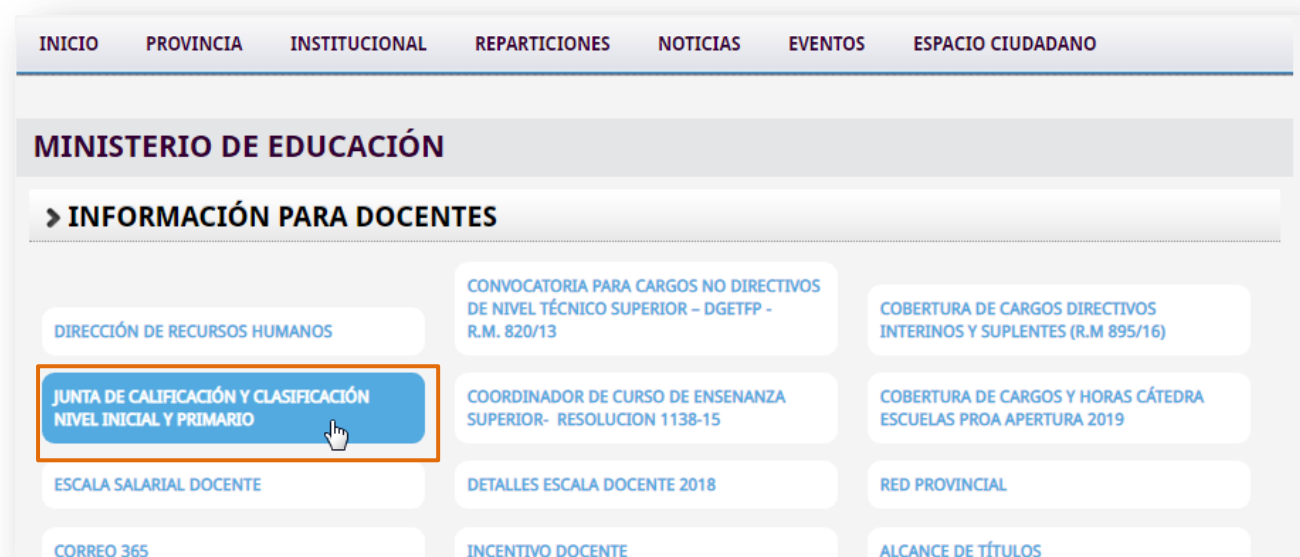 INICIO PROVINCIA INSTITUCIONAL REPARTICIONES NOTICIAS EVENTOS ESPACIO CIUDADANO
MINISTERIO DE EDUCACIÓN
INFORMACIÓN PARA DOCENTES
DIRECCIÓN DE RECURSOS HUMANOS
CONVOCATORIA PARA CARGOS NO DIRECTIVOS
DE NIVEL TÉCNICO SUPERIOR – DGETFP -
R.M. 820/13
COBERTURA DE CARGOS DIRECTIVOS
INTERINOS Y SUPLENTES (R.M 895/16)
JUNTA DE CALIFICACIÓN Y CLASIFICACIÓN
NIVEL INICIAL Y PRIMARIO
COORDINADOR DE CURSO DE ENSENANZA
SUPERIOR- RESOLUCION 1138-15
COBERTURA DE CARGOS Y HORAS CÁTEDRA
ESCUELAS PROA APERTURA 2019
ESCALA SALARIAL DOCENTE
DETALLES ESCALA DOCENTE 2018
RED PROVINCIAL
CORREO 365
INCENTIVO DOCENTE
ALCANCE DE TÍTULOS